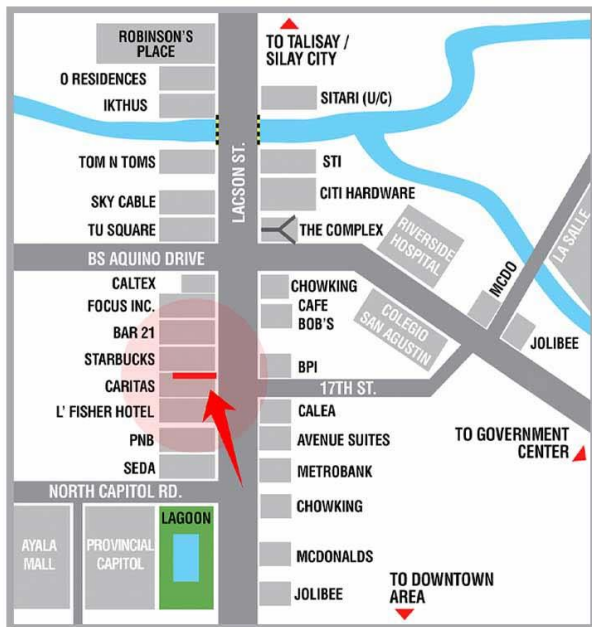 ROBINSON'S
PLACE
TO TALISAY /
SILAY CITY
O RESIDENCES
IKTHUS
SITARI (U/C)
TOM N TOMS
LACSON ST.
STI
CITI HARDWARE
SKY CABLE
TU SQUARE
THE COMPLEX
RIVERSIDE
HOSPITAL
LA SALLE
BS AQUINO DRIVE
CALTEX
CHOWKING
MCDO
FOCUS INC.
CAFE
BOB'S
BAR 21
COLEGIO
SAN AGUSTIN
JOLIBEE
STARBUCKS
BPI
CARITAS
17TH ST.
L' FISHER HOTEL
CALEA
PNB
AVENUE SUITES
TO GOVERNMENT
CENTER
SEDA
METROBANK
NORTH CAPITOL RD.
CHOWKING
LAGOON
AYALA
MALL
PROVINCIAL
CAPITOL
MCDONALDS
JOLIBEE
TO DOWNTOWN
AREA